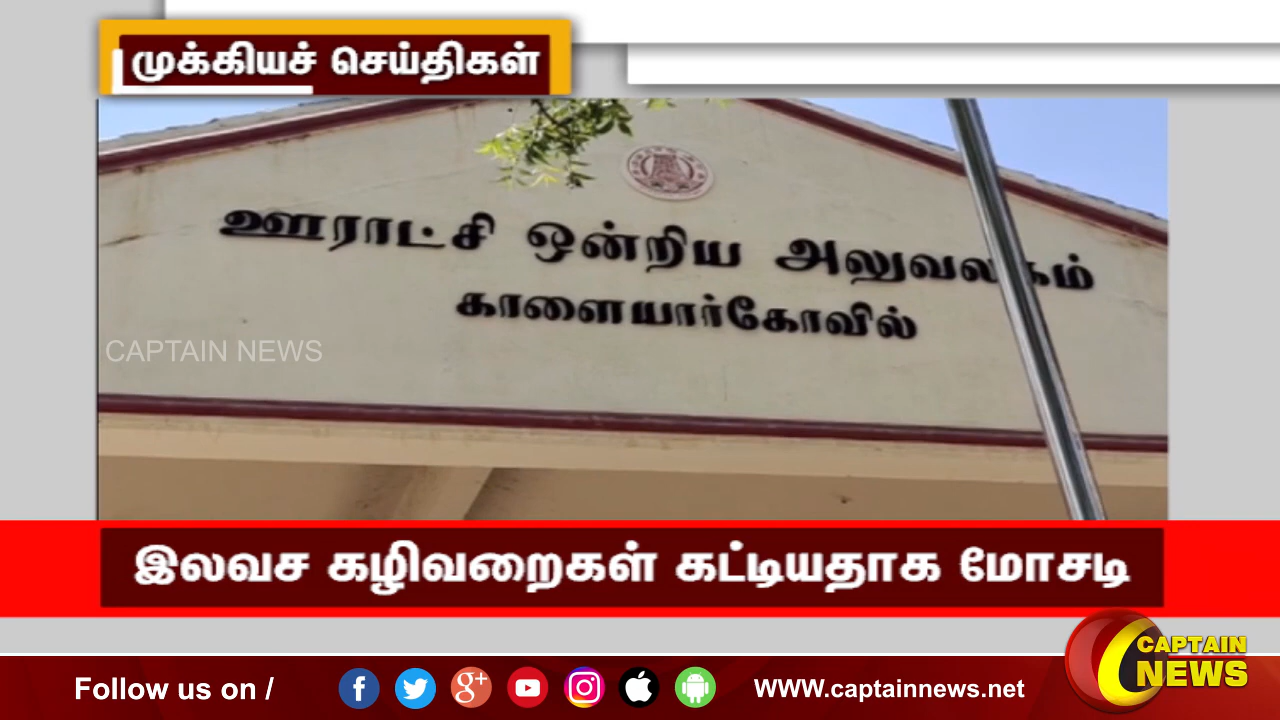 முக்கியச் செய்திகள்
ஊராட்சி ஒன்றிய அலுவலகம்
காளையார்கோவில்
CAPTAIN NEWS
இலவச கழிவறைகள் கட்டியதாக மோசடி
CAPTAIN
NEWS
Follow us on / WWW.captainnews.net